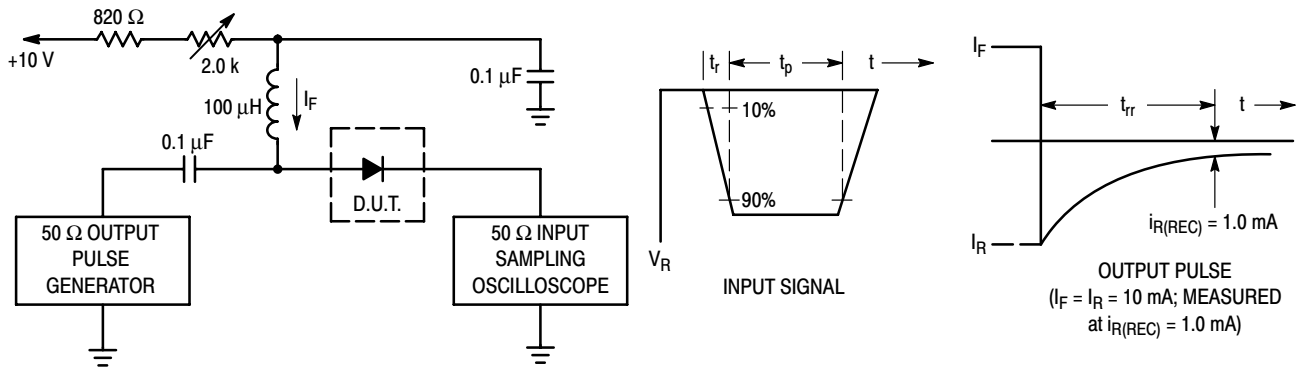 820 Ω
+10 V
2.0 k
100 μH
I_F
0.1 μF
0.1 μF
D.U.T.
50 Ω OUTPUT
PULSE
GENERATOR
50 Ω INPUT
SAMPLING
OSCILLOSCOPE
t_r
t_p
t
10%
90%
V_R
INPUT SIGNAL
I_F
t_rr
t
I_R
i_R(REC) = 1.0 mA
OUTPUT PULSE
(I_F = I_R = 10 mA; MEASURED
at i_R(REC) = 1.0 mA)